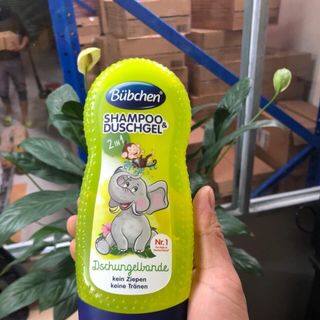 Bübchen
SHAMPOO &
DUSCHGEL
2 in 1
Nr. 1
Dschungelbande
kein Ziepen
keine Tränen